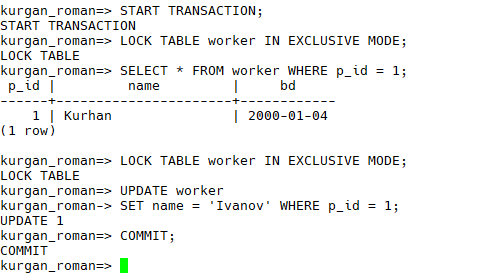 kurgan_roman=> START TRANSACTION;
START TRANSACTION
kurgan_roman=> LOCK TABLE worker IN EXCLUSIVE MODE;
LOCK TABLE
kurgan_roman=> SELECT * FROM worker WHERE p_id = 1;
 p_id |         name         |     bd
------+----------------------+------------
    1 | Kurhan               | 2000-01-04
(1 row)

kurgan_roman=> LOCK TABLE worker IN EXCLUSIVE MODE;
LOCK TABLE
kurgan_roman=> UPDATE worker
kurgan_roman-> SET name = 'Ivanov' WHERE p_id = 1;
UPDATE 1
kurgan_roman=> COMMIT;
COMMIT
kurgan_roman=>